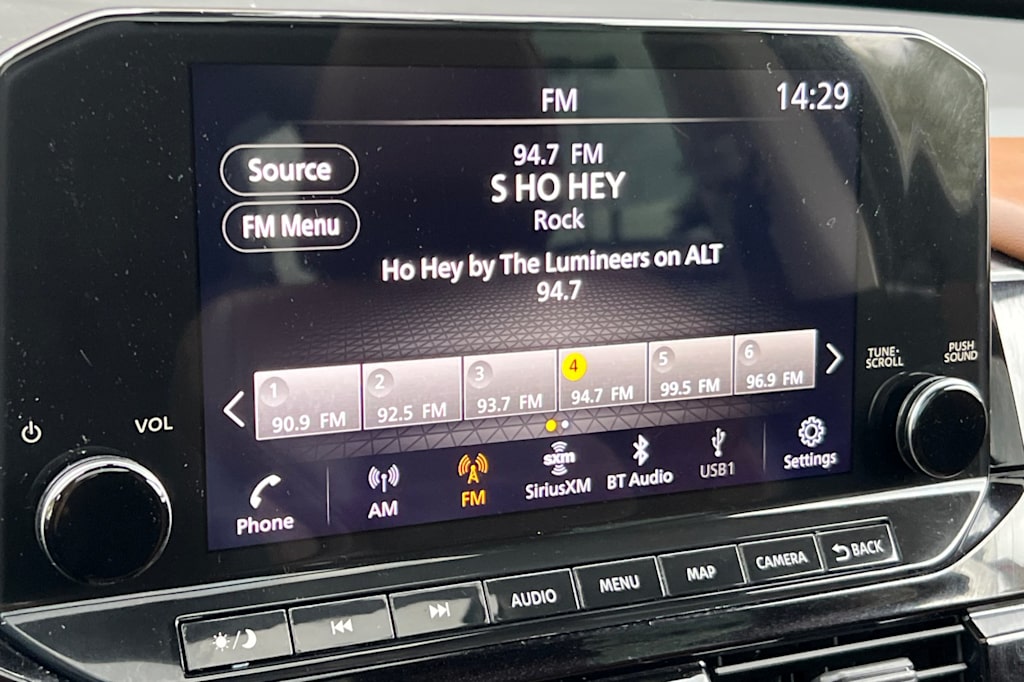 FM
14:29
Source
FM Menu
94.7 FM
S HO HEY
Rock
Ho Hey by The Lumineers on ALT
94.7
1
90.9 FM
2
92.5 FM
3
93.7 FM
4
94.7 FM
5
99.5 FM
6
96.9 FM
VOL
TUNE·
SCROLL
PUSH
SOUND
Phone
AM
FM
sxm
SiriusXM
BT Audio
USB1
Settings
AUDIO
MENU
MAP
CAMERA
BACK